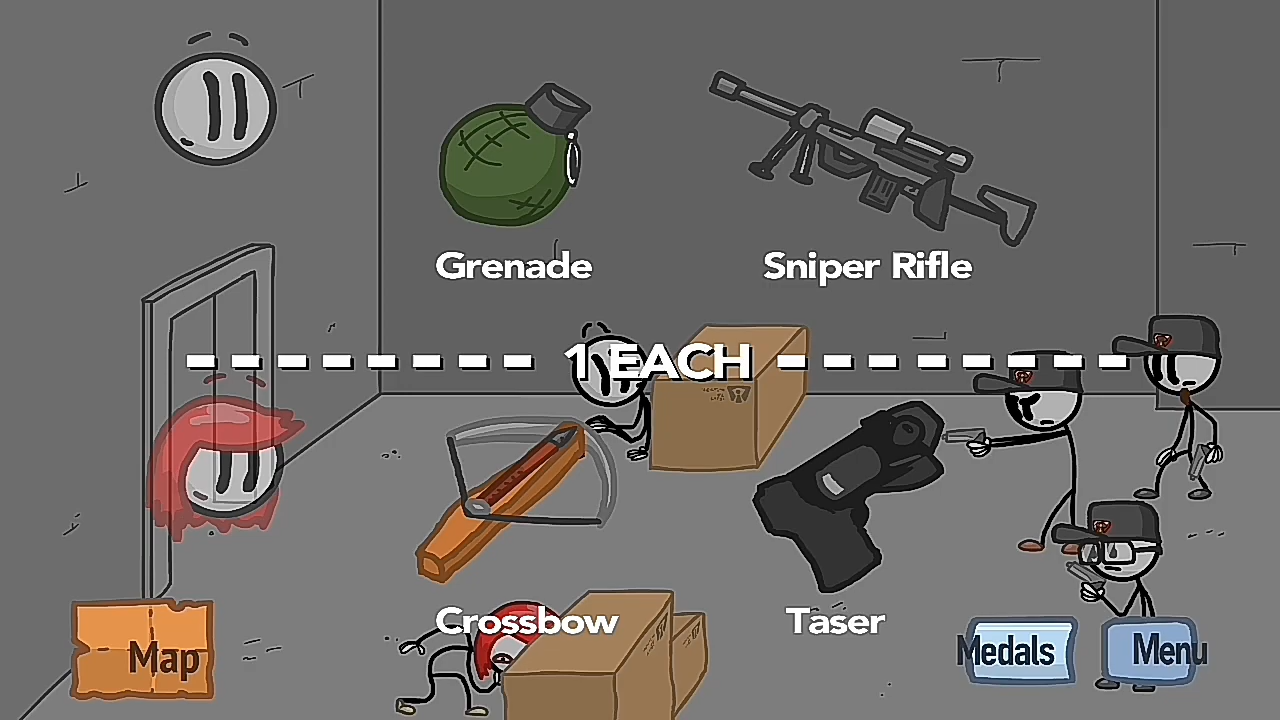 Grenade
Sniper Rifle
1 EACH
Crossbow
Taser
Map
Medals
Menu